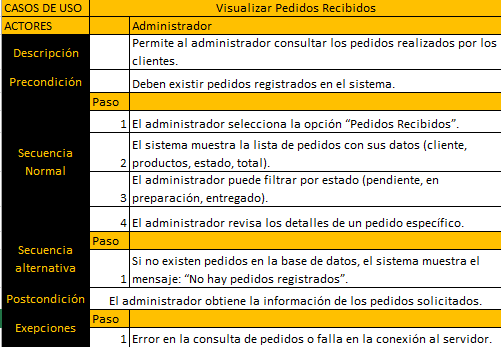 CASOS DE USO Visualizar Pedidos Recibidos
ACTORES Administrador
Descripción Permite al administrador consultar los pedidos realizados por los
clientes.
Precondición Deben existir pedidos registrados en el sistema.
Secuencia
Normal
Paso
1 El administrador selecciona la opción “Pedidos Recibidos”.
El sistema muestra la lista de pedidos con sus datos (cliente,
2 productos, estado, total).
El administrador puede filtrar por estado (pendiente, en
3 preparación, entregado).
4 El administrador revisa los detalles de un pedido específico.
Secuencia
alternativa
Paso
Si no existen pedidos en la base de datos, el sistema muestra el
1 mensaje: “No hay pedidos registrados”.
Postcondición El administrador obtiene la información de los pedidos solicitados.
Exepciones
Paso
1 Error en la consulta de pedidos o falla en la conexión al servidor.